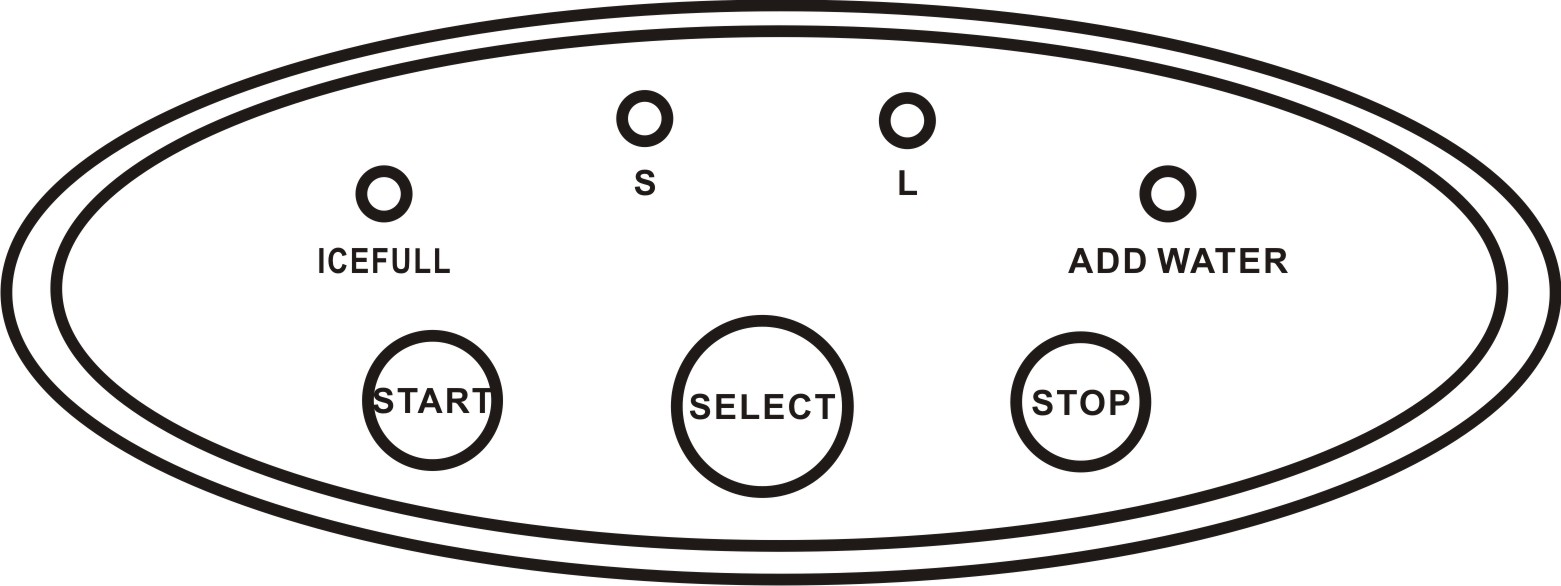 S
L
ICEFULL
ADD WATER
START
SELECT
STOP